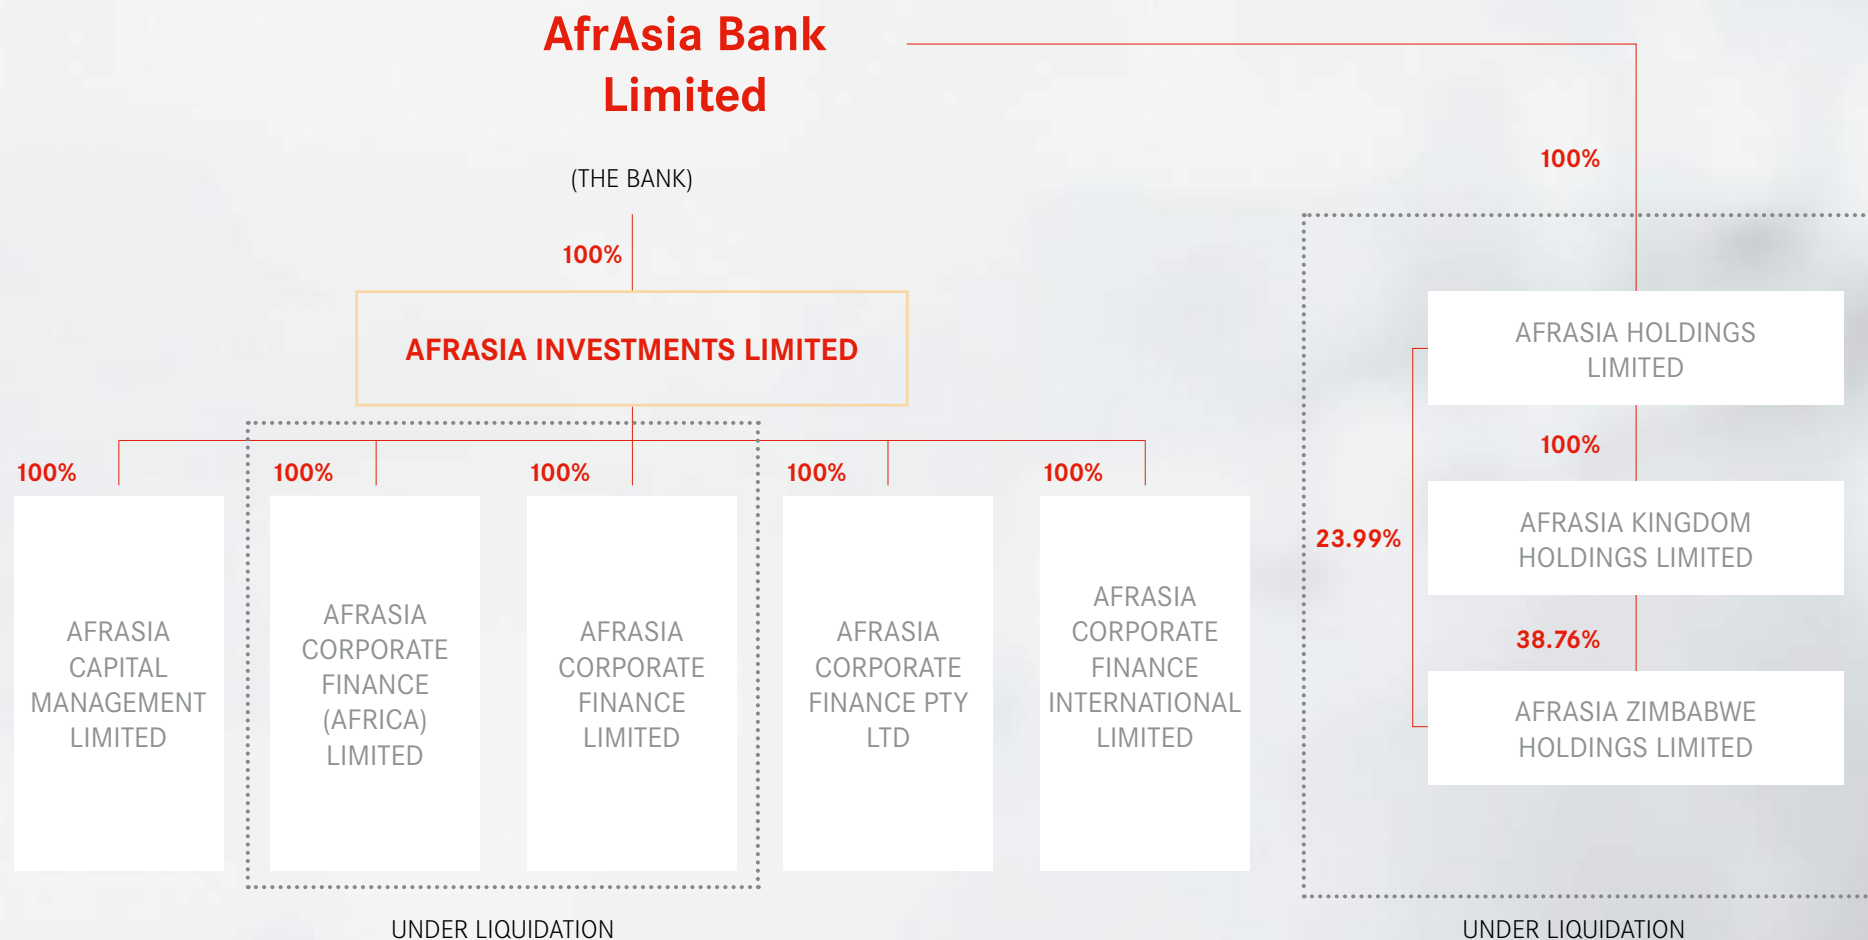 AfrAsia Bank
Limited
(THE BANK)
100%
100%
AFRASIA INVESTMENTS LIMITED
100%
100%
100%
100%
100%
AFRASIA
CAPITAL
MANAGEMENT
LIMITED
AFRASIA
CORPORATE
FINANCE
(AFRICA)
LIMITED
AFRASIA
CORPORATE
FINANCE
LIMITED
AFRASIA
CORPORATE
FINANCE PTY
LTD
AFRASIA
CORPORATE
FINANCE
INTERNATIONAL
LIMITED
UNDER LIQUIDATION
AFRASIA HOLDINGS
LIMITED
100%
AFRASIA KINGDOM
HOLDINGS LIMITED
23.99%
38.76%
AFRASIA ZIMBABWE
HOLDINGS LIMITED
UNDER LIQUIDATION